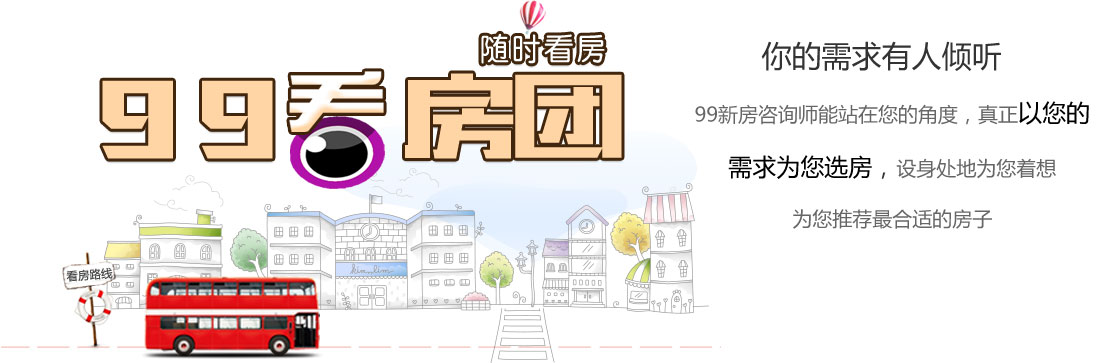 随时看房
99看房团
看房路线
你的需求有人倾听
99新房咨询师能站在您的角度，真正以您的
需求为您选房，设身处地为您着想
为您推荐最合适的房子